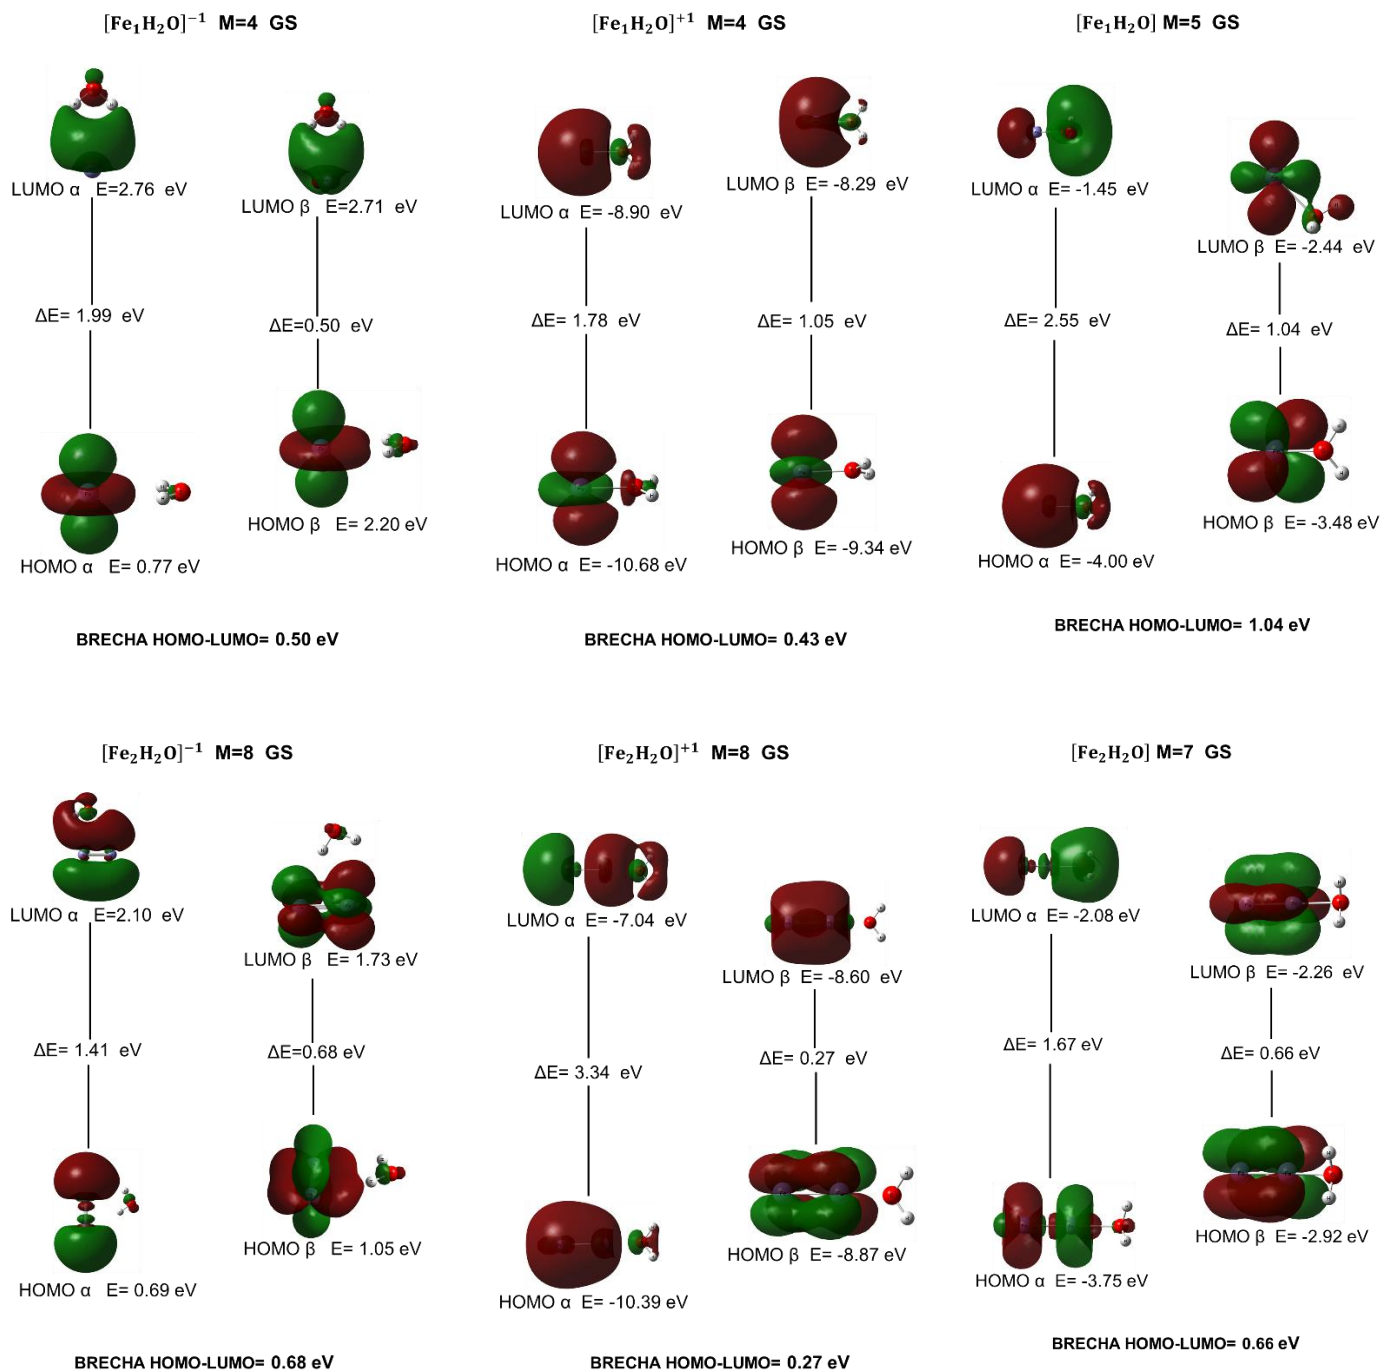 [Fe₁H₂O]⁻¹ M=4 GS
LUMO α E=2.76 eV
LUMO β E=2.71 eV
ΔE= 1.99 eV
ΔE=0.50 eV
HOMO β E= 2.20 eV
HOMO α E= 0.77 eV
BRECHA HOMO-LUMO= 0.50 eV
[Fe₁H₂O]⁺¹ M=4 GS
LUMO β E= -8.29 eV
LUMO α E= -8.90 eV
ΔE= 1.78 eV
ΔE= 1.05 eV
HOMO β E= -9.34 eV
HOMO α E= -10.68 eV
BRECHA HOMO-LUMO= 0.43 eV
[Fe₁H₂O] M=5 GS
LUMO α E= -1.45 eV
LUMO β E= -2.44 eV
ΔE= 2.55 eV
ΔE= 1.04 eV
HOMO β E= -3.48 eV
HOMO α E= -4.00 eV
BRECHA HOMO-LUMO= 1.04 eV
[Fe₂H₂O]⁻¹ M=8 GS
LUMO α E=2.10 eV
LUMO β E= 1.73 eV
ΔE= 1.41 eV
ΔE=0.68 eV
HOMO β E= 1.05 eV
HOMO α E= 0.69 eV
BRECHA HOMO-LUMO= 0.68 eV
[Fe₂H₂O]⁺¹ M=8 GS
LUMO α E= -7.04 eV
LUMO β E= -8.60 eV
ΔE= 0.27 eV
ΔE= 3.34 eV
HOMO β E= -8.87 eV
HOMO α E= -10.39 eV
BRECHA HOMO-LUMO= 0.27 eV
[Fe₂H₂O] M=7 GS
LUMO α E= -2.08 eV
LUMO β E= -2.26 eV
ΔE= 1.67 eV
ΔE= 0.66 eV
HOMO β E= -2.92 eV
HOMO α E= -3.75 eV
BRECHA HOMO-LUMO= 0.66 eV